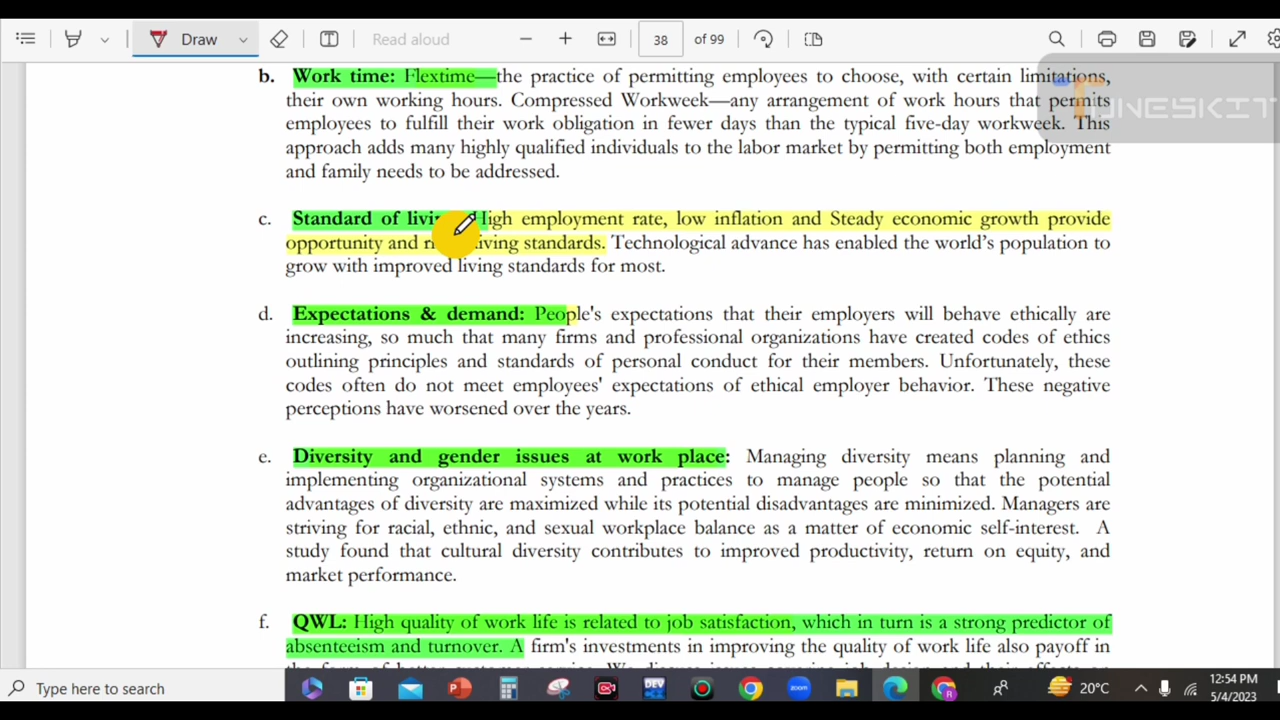 Draw
Read aloud
38
of 99
TUNESKIT
b. Work time: Flextime—the practice of permitting employees to choose, with certain limitations,
their own working hours. Compressed Workweek—any arrangement of work hours that permits
employees to fulfill their work obligation in fewer days than the typical five-day workweek. This
approach adds many highly qualified individuals to the labor market by permitting both employment
and family needs to be addressed.
c. Standard of High employment rate, low inflation and Steady economic growth provide
opportunity and living standards. Technological advance has enabled the world's population to
grow with improved living standards for most.
d. Expectations & demand: People's expectations that their employers will behave ethically are
increasing, so much that many firms and professional organizations have created codes of ethics
outlining principles and standards of personal conduct for their members. Unfortunately, these
codes often do not meet employees' expectations of ethical employer behavior. These negative
perceptions have worsened over the years.
e. Diversity and gender issues at work place: Managing diversity means planning and
implementing organizational systems and practices to manage people so that the potential
advantages of diversity are maximized while its potential disadvantages are minimized. Managers are
striving for racial, ethnic, and sexual workplace balance as a matter of economic self-interest. A
study found that cultural diversity contributes to improved productivity, return on equity, and
market performance.
f. QWL: High quality of work life is related to job satisfaction, which in turn is a strong predictor of
absenteeism and turnover. A firm's investments in improving the quality of work life also payoff in
Type here to search
DEV
zoom
20°C
12:54 PM
5/4/2023